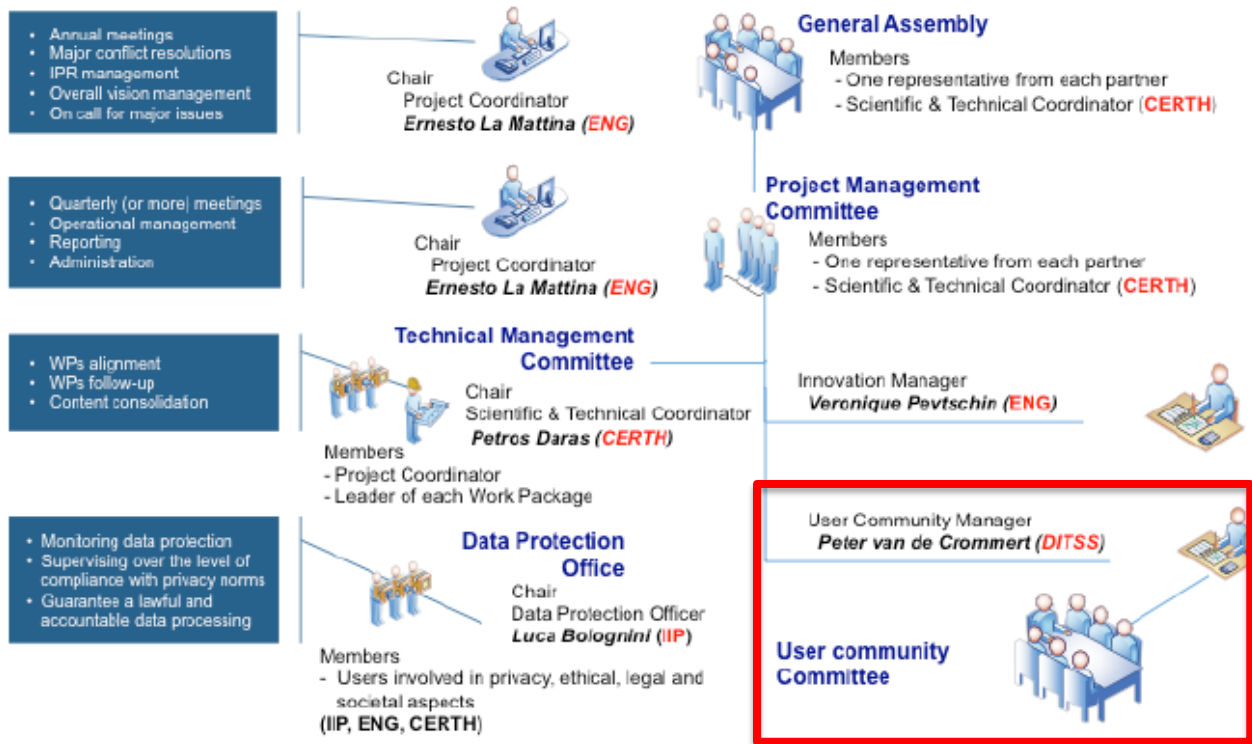 • Annual meetings
• Major conflict resolutions
• IPR management
• Overall vision management
• On call for major issues
Chair
Project Coordinator
Ernesto La Mattina (ENG)
General Assembly
Members
- One representative from each partner
- Scientific & Technical Coordinator (CERTH)
• Quarterly (or more) meetings
• Operational management
• Reporting
• Administration
Chair
Project Coordinator
Ernesto La Mattina (ENG)
Project Management
Committee
Members
- One representative from each partner
- Scientific & Technical Coordinator (CERTH)
• WPs alignment
• WPs follow-up
• Content consolidation
Technical Management
Committee
Chair
Scientific & Technical Coordinator
Petros Daras (CERTH)
Members
- Project Coordinator
- Leader of each Work Package
Innovation Manager
Veronique Pevtschin (ENG)
• Monitoring data protection
• Supervising over the level of
compliance with privacy norms
• Guarantee a lawful and
accountable data processing
Data Protection
Office
Chair
Data Protection Officer
Luca Bolognini (IIP)
Members
- Users involved in privacy, ethical, legal and
societal aspects
(IIP, ENG, CERTH)
User Community Manager
Peter van de Crommert (DITSS)
User community
Committee